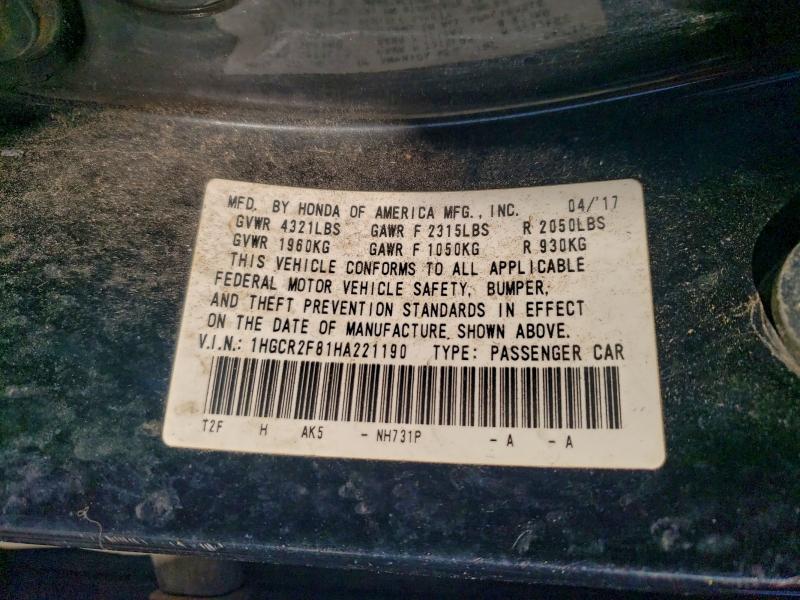 MFD. BY HONDA OF AMERICA MFG., INC. 04/'17
GVWR 4321LBS GAWR F 2315LBS R 2050LBS
GVWR 1960KG GAWR F 1050KG R 930KG
THIS VEHICLE CONFORMS TO ALL APPLICABLE
FEDERAL MOTOR VEHICLE SAFETY, BUMPER,
AND THEFT PREVENTION STANDARDS IN EFFECT
ON THE DATE OF MANUFACTURE SHOWN ABOVE.
V.I.N.: 1HGCR2F81HA221190 TYPE: PASSENGER CAR
T2F H AK5 - NH731P - A - A